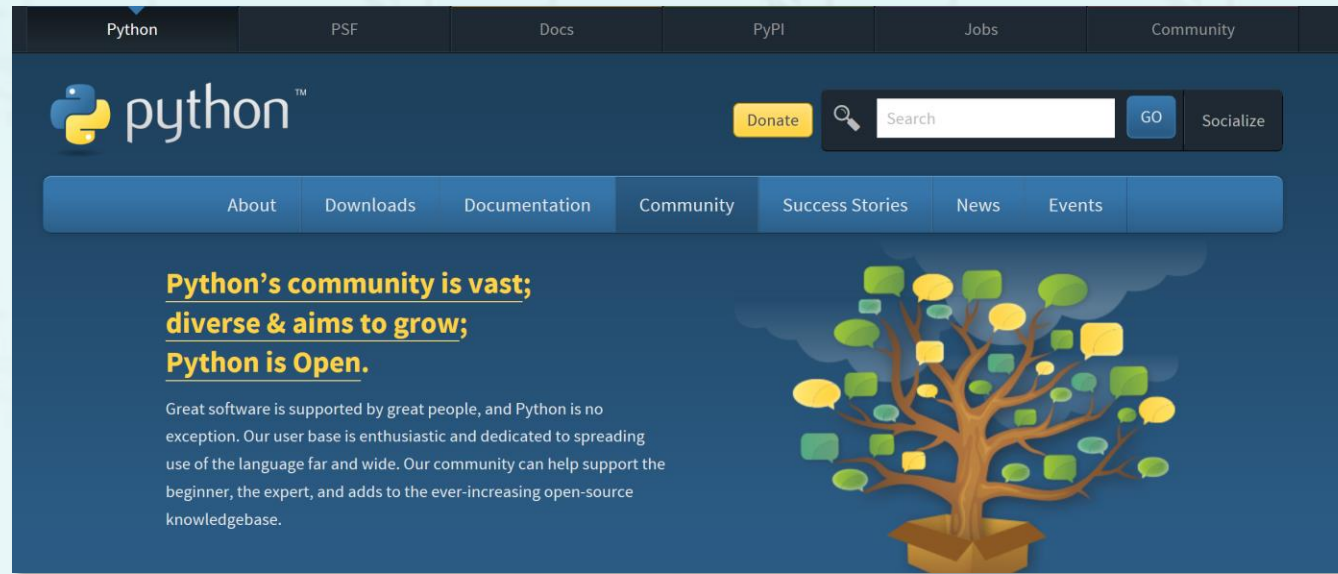 Python PSF Docs PyPI Jobs Community
python™
Donate Search GO Socialize
About Downloads Documentation Community Success Stories News Events
Python’s community is vast;
diverse & aims to grow;
Python is Open.
Great software is supported by great people, and Python is no
exception. Our user base is enthusiastic and dedicated to spreading
use of the language far and wide. Our community can help support the
beginner, the expert, and adds to the ever-increasing open-source
knowledgebase.